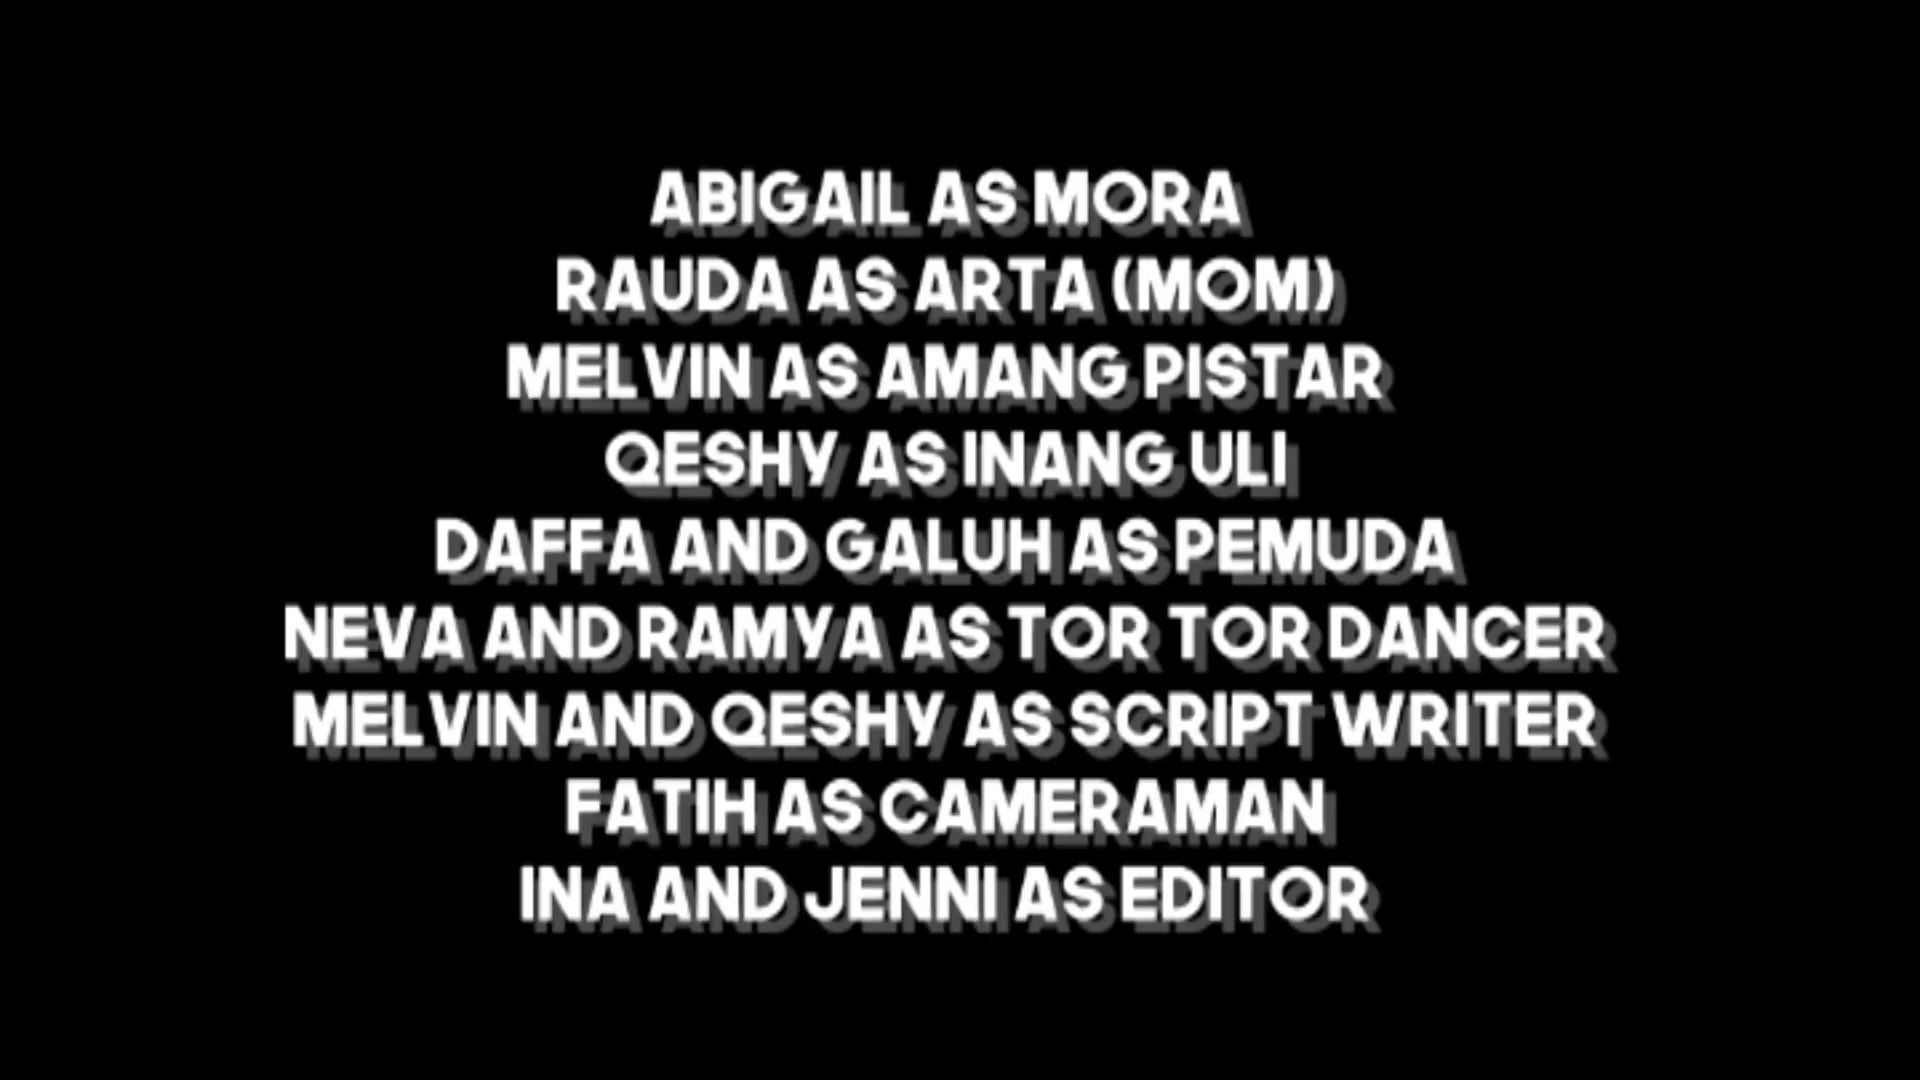 ABIGAIL AS MORA
RAUDA AS ARTA (MOM)
MELVIN AS AMANG PISTAR
QESHY AS INANG ULI
DAFFA AND GALUH AS PEMUDA
NEVA AND RAMYA AS TOR TOR DANCER
MELVIN AND QESHY AS SCRIPT WRITER
FATIH AS CAMERAMAN
INA AND JENNI AS EDITOR